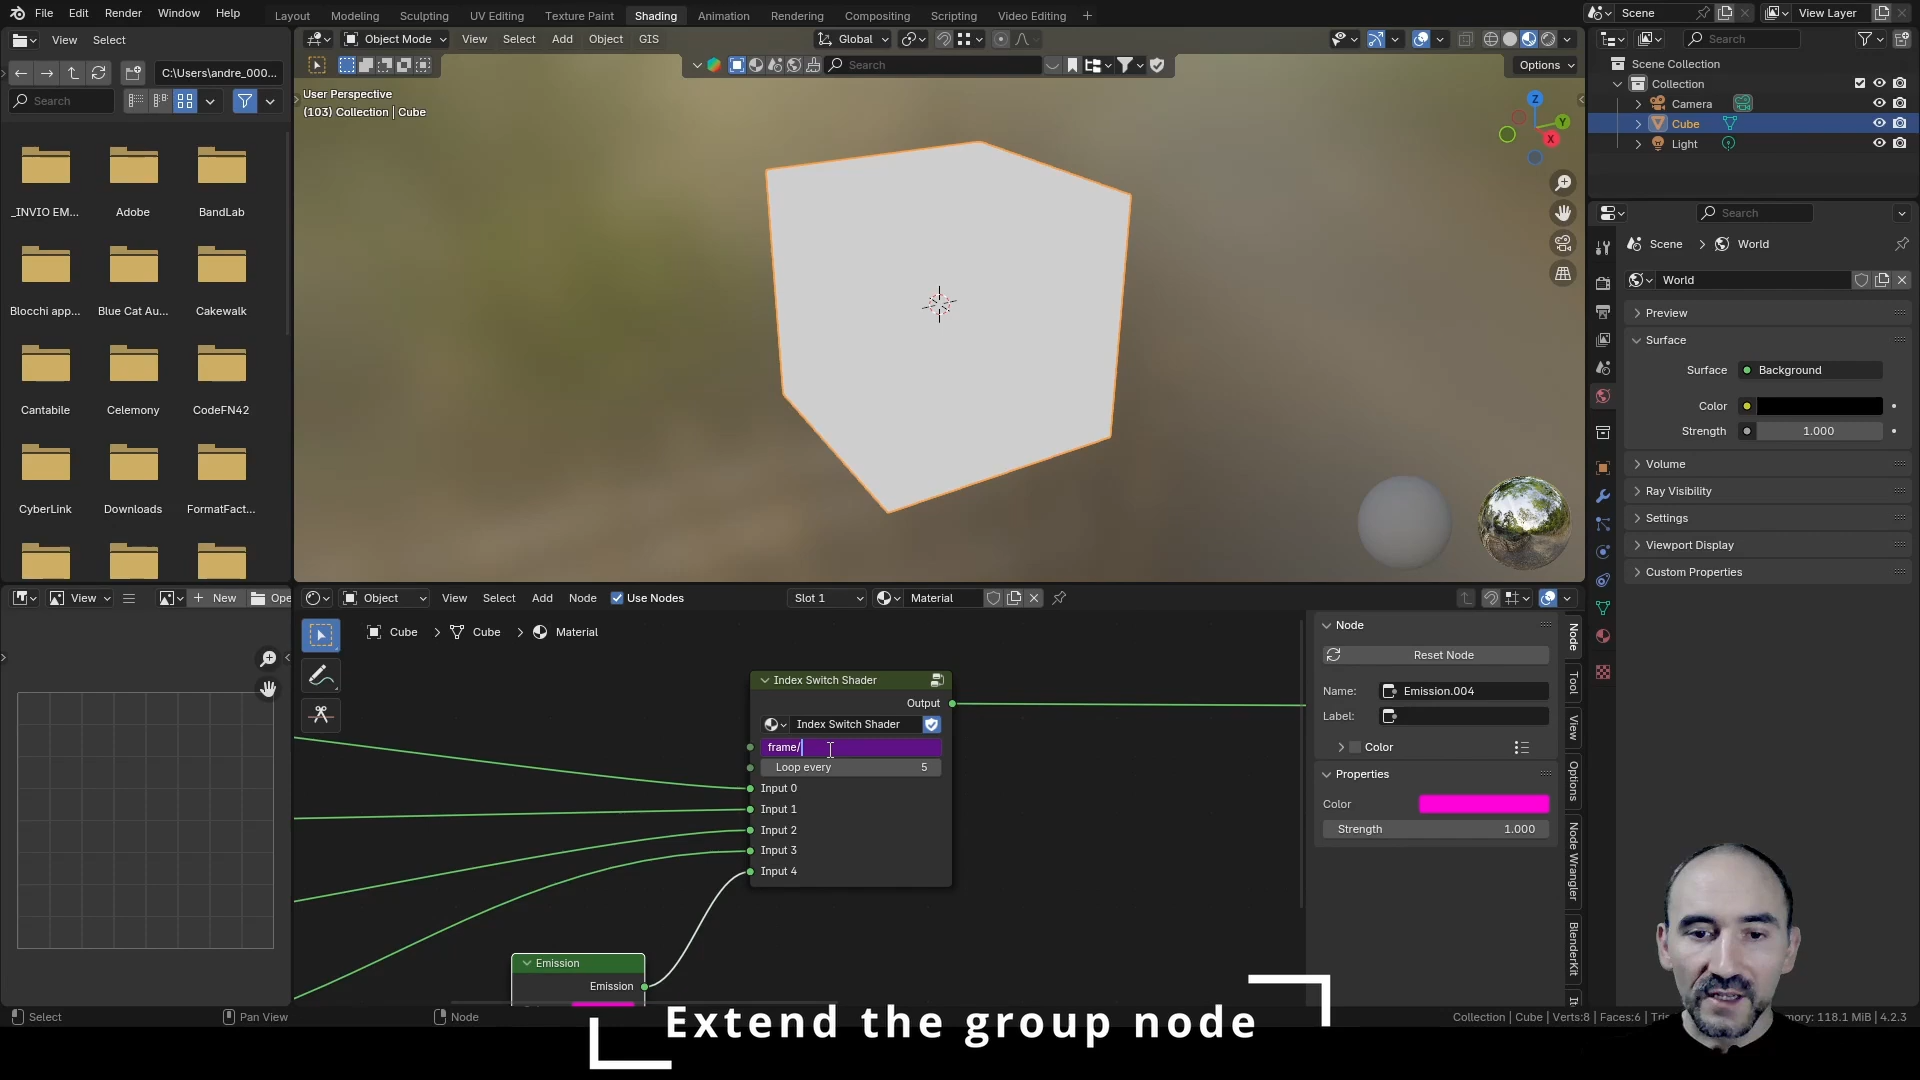 File Edit Render Window Help
Layout Modeling Sculpting UV Editing Texture Paint Shading Animation Rendering Compositing Scripting Video Editing +
Scene
View Layer
View Select
Object Mode View Select Add Object GIS
Global
Search
C:\Users\andre_000...
Search
Search
Options
User Perspective
(103) Collection | Cube
Z
Y
X
_INVIO EM... Adobe BandLab
Blocchi app... Blue Cat Au... Cakewalk
Cantabile Celemony CodeFN42
CyberLink Downloads FormatFact...
Scene Collection
Collection
Camera
Cube
Light
Search
Scene > World
World
Preview
Surface
Surface Background
Color
Strength 1.000
Volume
Ray Visibility
Settings
Viewport Display
Custom Properties
View + New Ope
Object View Select Add Node Use Nodes Slot 1 Material
Cube > Cube > Material
Index Switch Shader
Output
Index Switch Shader
frame/
Loop every 5
Input 0
Input 1
Input 2
Input 3
Input 4
Emission
Emission
Node
Reset Node
Name: Emission.004
Label:
Color
Properties
Color
Strength 1.000
Node
Tool
View
Options
Node Wrangler
BlenderKit
Select Pan View Node
Collection | Cube | Verts:8 | Faces:6 |
mory: 118.1 MiB | 4.2.3
Extend the group node